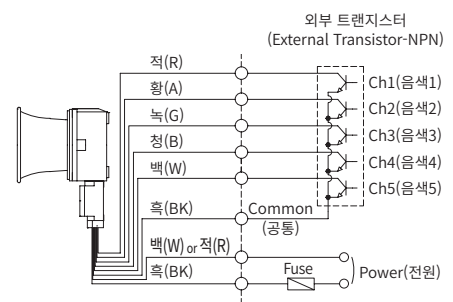 외부 트랜지스터
(External Transistor-NPN)
적(R)
Ch1(음색1)
황(A)
Ch2(음색2)
녹(G)
Ch3(음색3)
청(B)
Ch4(음색4)
백(W)
Ch5(음색5)
흑(BK)
Common
(공통)
백(W) or 적(R)
흑(BK)
Fuse
Power(전원)